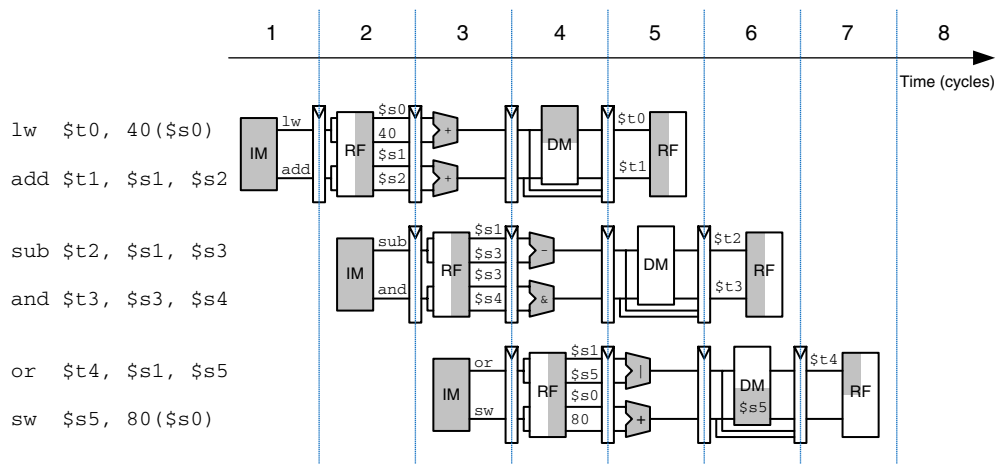 1 2 3 4 5 6 7 8
Time (cycles)
lw $t0, 40($s0)
add $t1, $s1, $s2
IM
lw
add
RF
$s0
40
$s1
$s2
+
+
DM
$t0
$t1
RF
sub $t2, $s1, $s3
and $t3, $s3, $s4
IM
sub
and
RF
$s1
$s3
$s3
$s4
-
&
DM
$t2
$t3
RF
or $t4, $s1, $s5
sw $s5, 80($s0)
IM
or
sw
RF
$s1
$s5
$s0
80
|
+
DM
$s5
$t4
RF